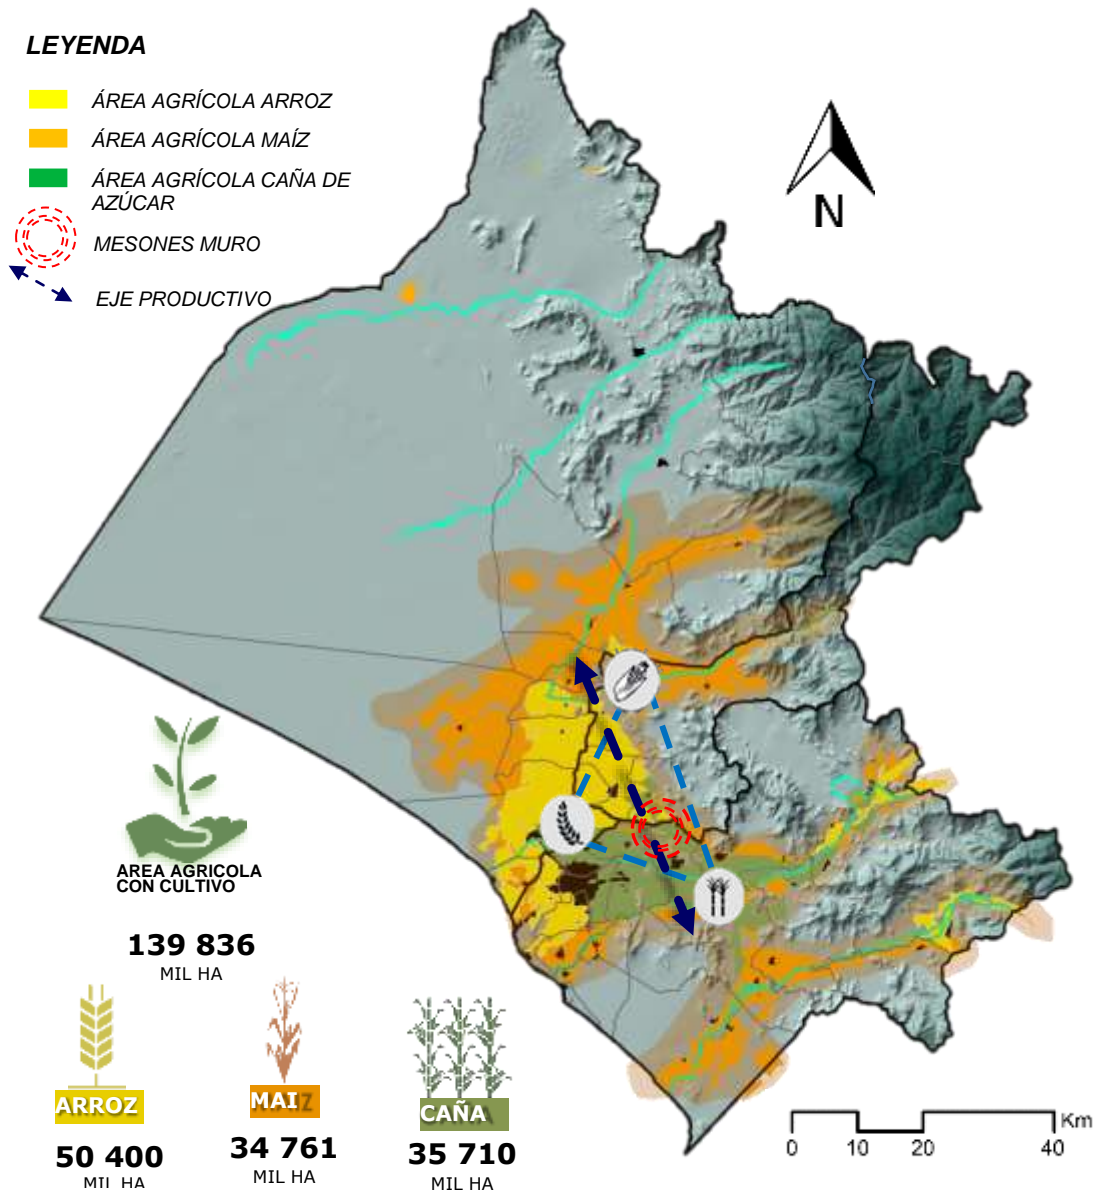 LEYENDA
ÁREA AGRÍCOLA ARROZ
ÁREA AGRÍCOLA MAÍZ
ÁREA AGRÍCOLA CAÑA DE
AZÚCAR
MESONES MURO
EJE PRODUCTIVO
N
AREA AGRICOLA
CON CULTIVO
139 836
MIL HA
ARROZ
50 400
MIL HA
MAIZ
34 761
MIL HA
CAÑA
35 710
MIL HA
Km
0 10 20 40